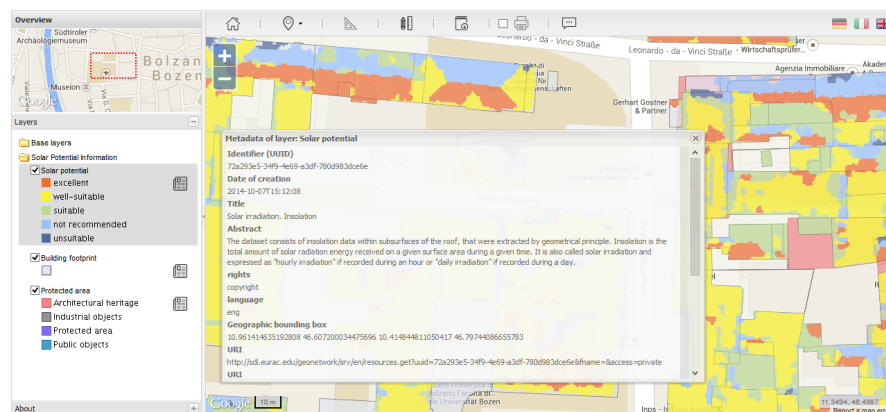 Overview
Südtiroler
Archäologiemuseum
Bolzan
Bozen
Museion
Google
Layers
Base layers
Solar Potential Information
Solar potential
excellent
well-suitable
suitable
not recommended
unsuitable
Building footprint
Protected area
Architectural heritage
Industrial objects
Protected area
Public objects
About
Leonardo - da - Vinci Straße
Leonardo - da - Vinci Straße - Wirtschaftsprüfer...
Agenzia Immobiliare
Gerhart Gostner
& Partner
Metadata of layer: Solar potential
Identifier (UUID)
72a293e5-34f9-4e69-a3df-780d983dce6e
Date of creation
2014-10-07T15:12:08
Title
Solar irradiation. Insolation
Abstract
The dataset consists of insolation data within subsurfaces of the roof, that were extracted by geometrical principle. Insolation is the
total amount of solar radiation energy received on a given surface area during a given time. It is also called solar irradiation and
expressed as "hourly irradiation" if recorded during an hour or "daily irradiation" if recorded during a day.
rights
copyright
language
eng
Geographic bounding box
10.961414635192808 46.607200034475696 10.414844811050417 46.79744086655783
URI
http://sdi.eurac.edu/geonetwork/srv/en/resources.get?uuid=72a293e5-34f9-4e69-a3df-780d983dce6e&fname=&access=private
URI
Google
10 m
11.3494, 46.4987
Report a map er